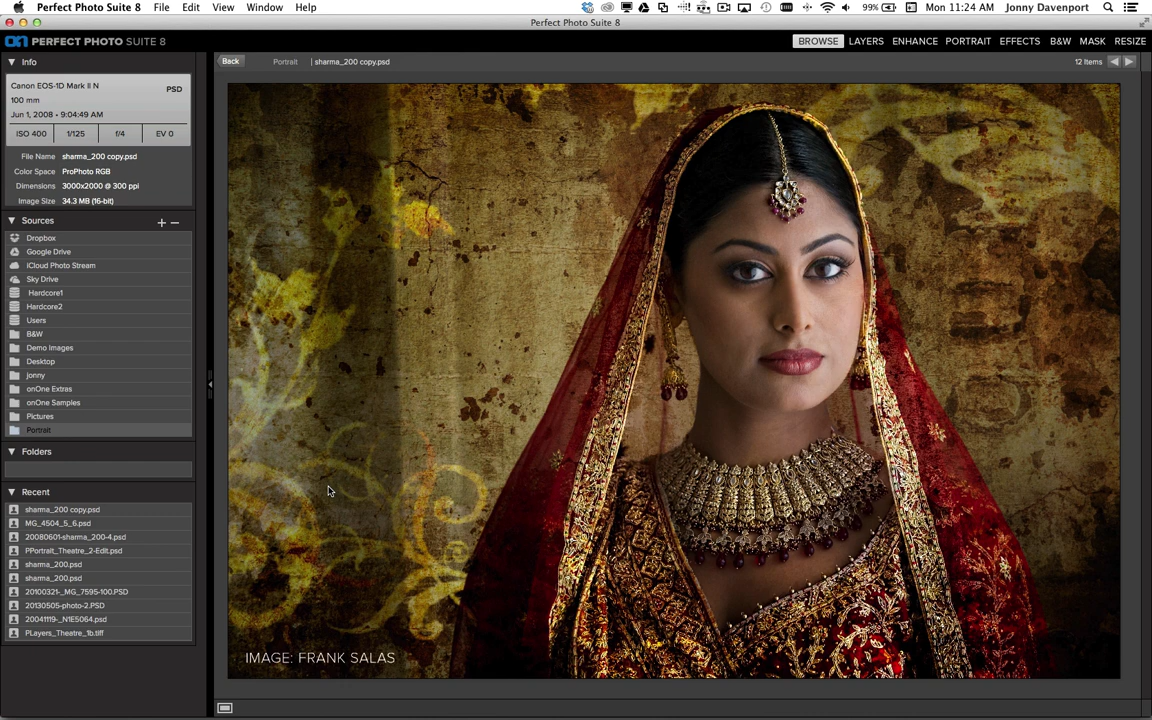 Perfect Photo Suite 8 File Edit View Window Help 99% Mon 11:24 AM Jonny Davenport
Perfect Photo Suite 8
on PERFECT PHOTO SUITE 8 BROWSE LAYERS ENHANCE PORTRAIT EFFECTS B&W MASK RESIZE
Info
Back Portrait | sharma_200 copy.psd 12 Items
Canon EOS-1D Mark II N PSD
100 mm
Jun 1, 2008 • 9:04:49 AM
ISO 400 1/125 f/4 EV 0
File Name sharma_200 copy.psd
Color Space ProPhoto RGB
Dimensions 3000x2000 @ 300 ppi
Image Size 34.3 MB (16-bit)
Sources + −
Dropbox
Google Drive
iCloud Photo Stream
Sky Drive
Hardcore1
Hardcore2
Users
B&W
Demo Images
Desktop
jonny
onOne Extras
onOne Samples
Pictures
Portrait
Folders
Recent
sharma_200 copy.psd
MG_4504_5_6.psd
20080601-sharma_200-4.psd
PPortrait_Theatre_2-Edit.psd
sharma_200.psd
sharma_200.psd
20100321-_MG_7595-100.PSD
20130505-photo-2.PSD
20041119-_N1E5064.psd
PLayers_Theatre_1b.tiff
IMAGE: FRANK SALAS